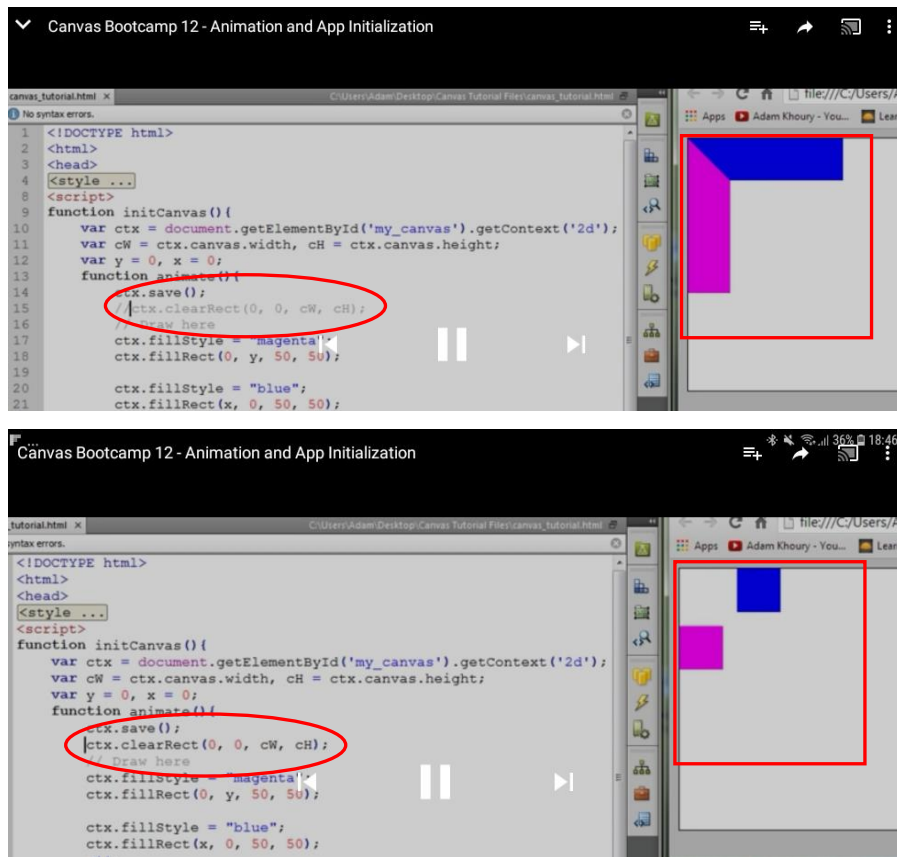 Canvas Bootcamp 12 - Animation and App Initialization
canvas_tutorial.html × C:\Users\Adam\Desktop\Canvas Tutorial Files\canvas_tutorial.html
file:///C:/Users/A
No syntax errors.
Apps Adam Khoury - You... Lear
1 <!DOCTYPE html>
2 <html>
3 <head>
4 <style ...>
8 <script>
9 function initCanvas(){
10 var ctx = document.getElementById('my_canvas').getContext('2d');
11 var cW = ctx.canvas.width, cH = ctx.canvas.height;
12 var y = 0, x = 0;
13 function animate(){
14 ctx.save();
15 //ctx.clearRect(0, 0, cW, cH);
16 // Draw here
17 ctx.fillStyle = "magenta";
18 ctx.fillRect(0, y, 50, 50);
19
20 ctx.fillStyle = "blue";
21 ctx.fillRect(x, 0, 50, 50);
36% 18:46
Canvas Bootcamp 12 - Animation and App Initialization
_tutorial.html × C:\Users\Adam\Desktop\Canvas Tutorial Files\canvas_tutorial.html
file:///C:/Users/A
syntax errors.
Apps Adam Khoury - You... Lear
<!DOCTYPE html>
<html>
<head>
<style ...>
<script>
function initCanvas(){
var ctx = document.getElementById('my_canvas').getContext('2d');
var cW = ctx.canvas.width, cH = ctx.canvas.height;
var y = 0, x = 0;
function animate(){
ctx.save();
ctx.clearRect(0, 0, cW, cH);
// Draw here
ctx.fillStyle = "magenta";
ctx.fillRect(0, y, 50, 50);
ctx.fillStyle = "blue";
ctx.fillRect(x, 0, 50, 50);